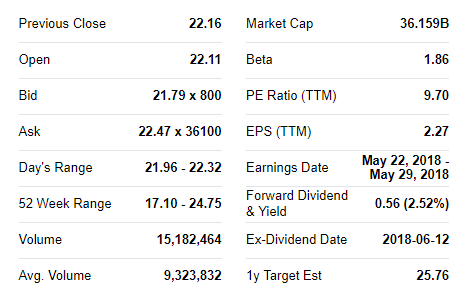 Previous Close 22.16
Open 22.11
Bid 21.79 x 800
Ask 22.47 x 36100
Day's Range 21.96 - 22.32
52 Week Range 17.10 - 24.75
Volume 15,182,464
Avg. Volume 9,323,832
Market Cap 36.159B
Beta 1.86
PE Ratio (TTM) 9.70
EPS (TTM) 2.27
Earnings Date May 22, 2018 -
May 29, 2018
Forward Dividend
& Yield 0.56 (2.52%)
Ex-Dividend Date 2018-06-12
1y Target Est 25.76